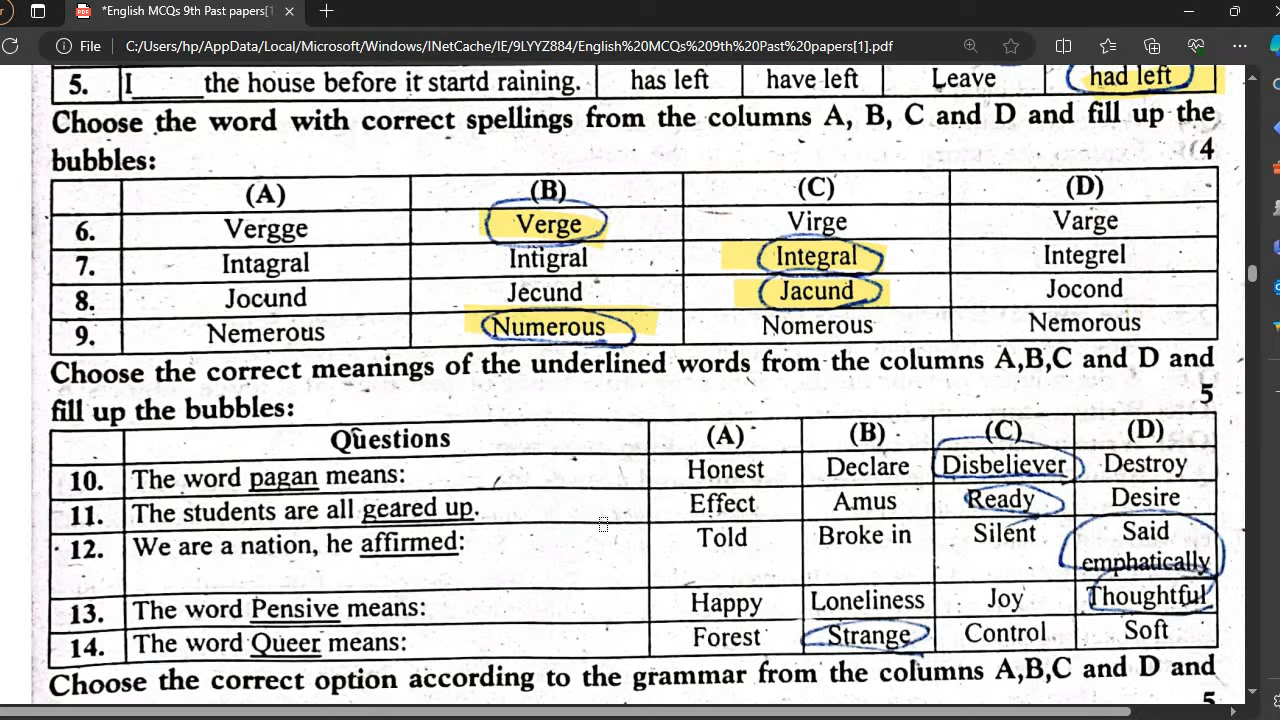 *English MCQs 9th Past papers[1
File C:/Users/hp/AppData/Local/Microsoft/Windows/INetCache/IE/9LYYZ884/English%20MCQs%209th%20Past%20papers[1].pdf
5. I______ the house before it startd raining. has left have left Leave had left
Choose the word with correct spellings from the columns A, B, C and D and fill up the
bubbles: 4
(A) (B) (C) (D)
6. Vergge Verge Virge Varge
7. Intagral Intigral Integral Integrel
8. Jocund Jecund Jacund Jocond
9. Nemerous Numerous Nomerous Nemorous
Choose the correct meanings of the underlined words from the columns A,B,C and D and
fill up the bubbles: 5
Questions (A) (B) (C) (D)
10. The word pagan means: Honest Declare Disbeliever Destroy
11. The students are all geared up. Effect Amus Ready Desire
12. We are a nation, he affirmed: Told Broke in Silent Said
emphatically
13. The word Pensive means: Happy Loneliness Joy Thoughtful
14. The word Queer means: Forest Strange Control Soft
Choose the correct option according to the grammar from the columns A,B,C and D and